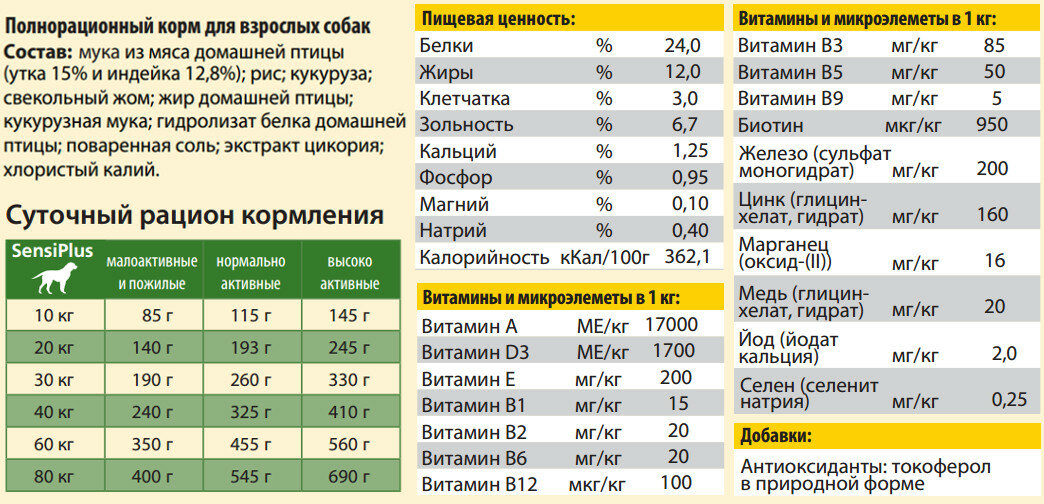 Полнорационный корм для взрослых собак
Состав: мука из мяса домашней птицы
(утка 15% и индейка 12,8%); рис; кукуруза;
свекольный жом; жир домашней птицы;
кукурузная мука; гидролизат белка домашней
птицы; поваренная соль; экстракт цикория;
хлористый калий.
Суточный рацион кормления
SensiPlus
малоактивные и пожилые нормально активные высоко активные
10 кг 85 г 115 г 145 г
20 кг 140 г 193 г 245 г
30 кг 190 г 260 г 330 г
40 кг 240 г 325 г 410 г
60 кг 350 г 455 г 560 г
80 кг 400 г 545 г 690 г
Пищевая ценность:
Белки % 24,0
Жиры % 12,0
Клетчатка % 3,0
Зольность % 6,7
Кальций % 1,25
Фосфор % 0,95
Магний % 0,10
Натрий % 0,40
Калорийность кКал/100г 362,1
Витамины и микроэлеметы в 1 кг:
Витамин А МЕ/кг 17000
Витамин D3 МЕ/кг 1700
Витамин Е мг/кг 200
Витамин В1 мг/кг 15
Витамин В2 мг/кг 20
Витамин В6 мг/кг 20
Витамин В12 мкг/кг 100
Витамины и микроэлеметы в 1 кг:
Витамин В3 мг/кг 85
Витамин В5 мг/кг 50
Витамин В9 мг/кг 5
Биотин мкг/кг 950
Железо (сульфат
моногидрат) мг/кг 200
Цинк (глицин-
хелат, гидрат) мг/кг 160
Марганец
(оксид-(II)) мг/кг 16
Медь (глицин-
хелат, гидрат) мг/кг 20
Йод (йодат
кальция) мг/кг 2,0
Селен (селенит
натрия) мг/кг 0,25
Добавки:
Антиоксиданты: токоферол
в природной форме